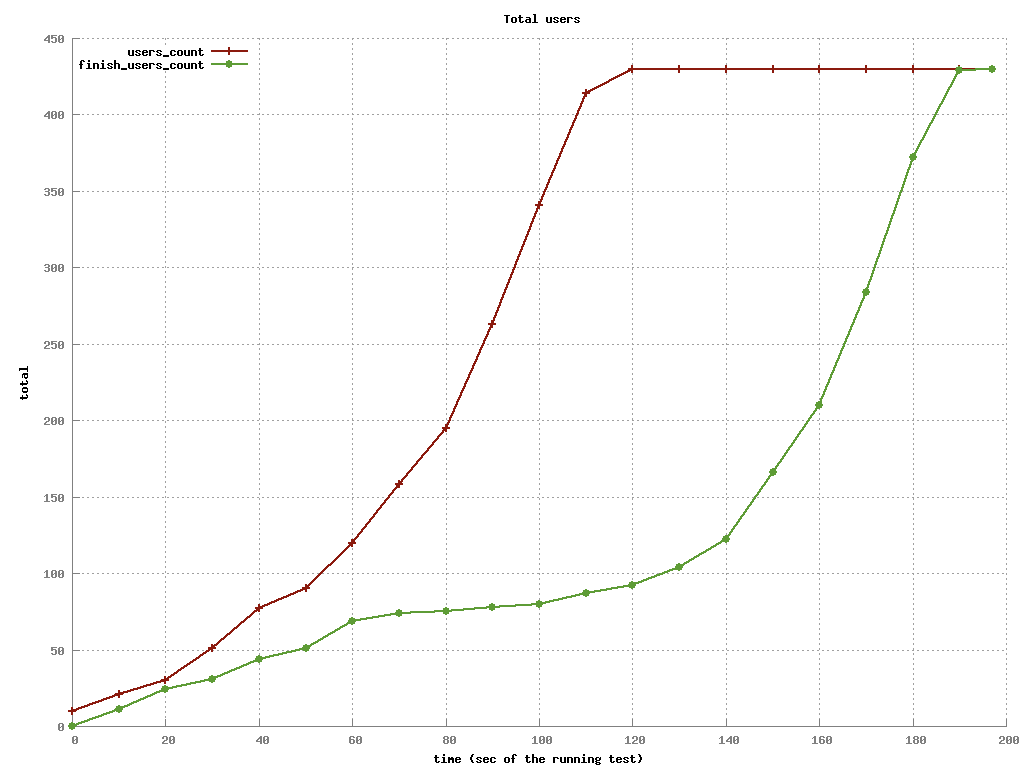 Total users
users_count
finish_users_count
450
400
350
300
250
200
150
100
50
0
total
0 20 40 60 80 100 120 140 160 180 200
time (sec of the running test)